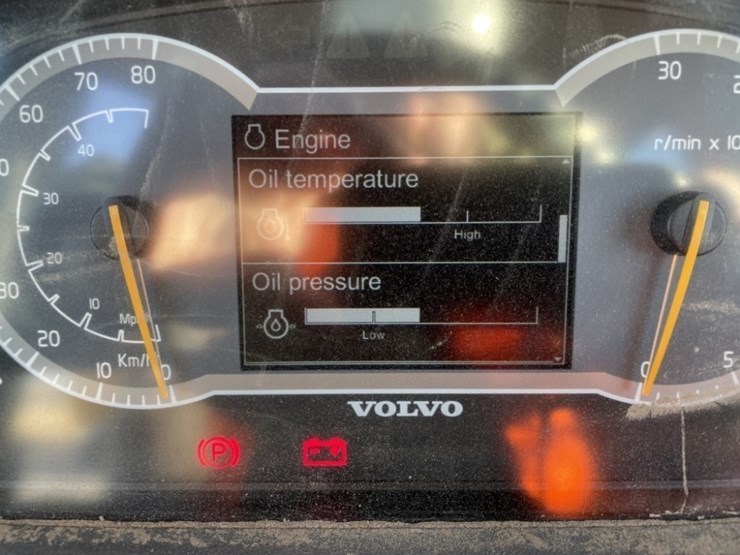 70 80
60
40
30
20
10
Km/h
20
10
0
Engine
Oil temperature
High
Oil pressure
Low
VOLVO
P
30
r/min x 10
0
5